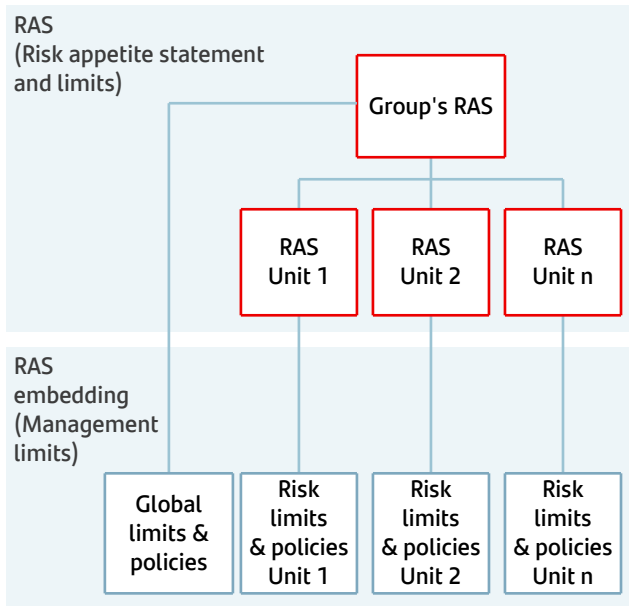 RAS
(Risk appetite statement
and limits)
Group's RAS
RAS
Unit 1
RAS
Unit 2
RAS
Unit n
RAS
embedding
(Management
limits)
Global
limits &
policies
Risk
limits
& policies
Unit 1
Risk
limits
& policies
Unit 2
Risk
limits
& policies
Unit n